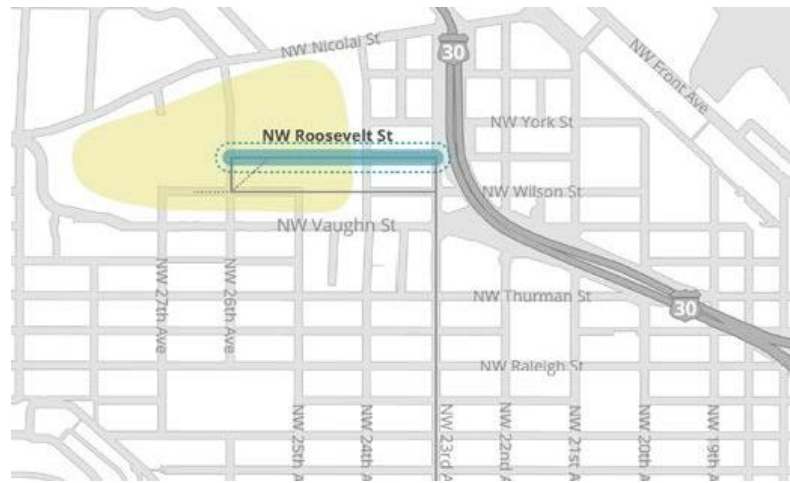 NW Nicolai St
30
NW Front Ave
NW York St
NW Roosevelt St
NW Wilson St
NW Vaughn St
NW 27th Ave
NW 26th Ave
NW Thurman St
30
NW Raleigh St
NW 25th A
NW 24th A
NW 23rd A
NW 22nd A
NW 21st A
NW 20th A
NW 19th A